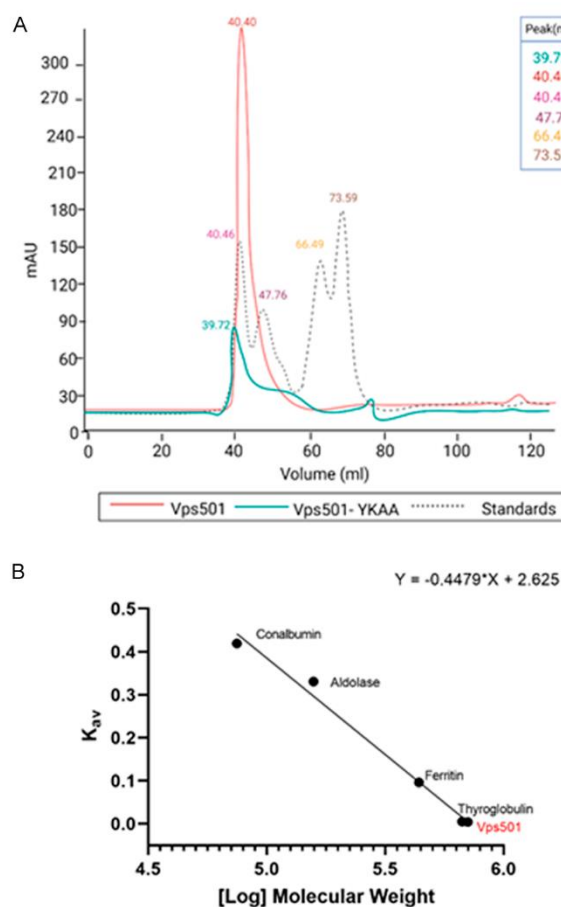 A
Peak(m
39.7
40.4
40.4
47.7
66.4
73.5
40.40
40.46
39.72
47.76
66.49
73.59
300
270
240
210
180
150
120
90
60
30
0
mAU
0 20 40 60 80 100 120
Volume (ml)
Vps501 Vps501- YKAA Standards
B
Y = -0.4479*X + 2.625
0.5
0.4
0.3
0.2
0.1
0.0
Kav
Conalbumin
Aldolase
Ferritin
Thyroglobulin
Vps501
4.5 5.0 5.5 6.0
[Log] Molecular Weight